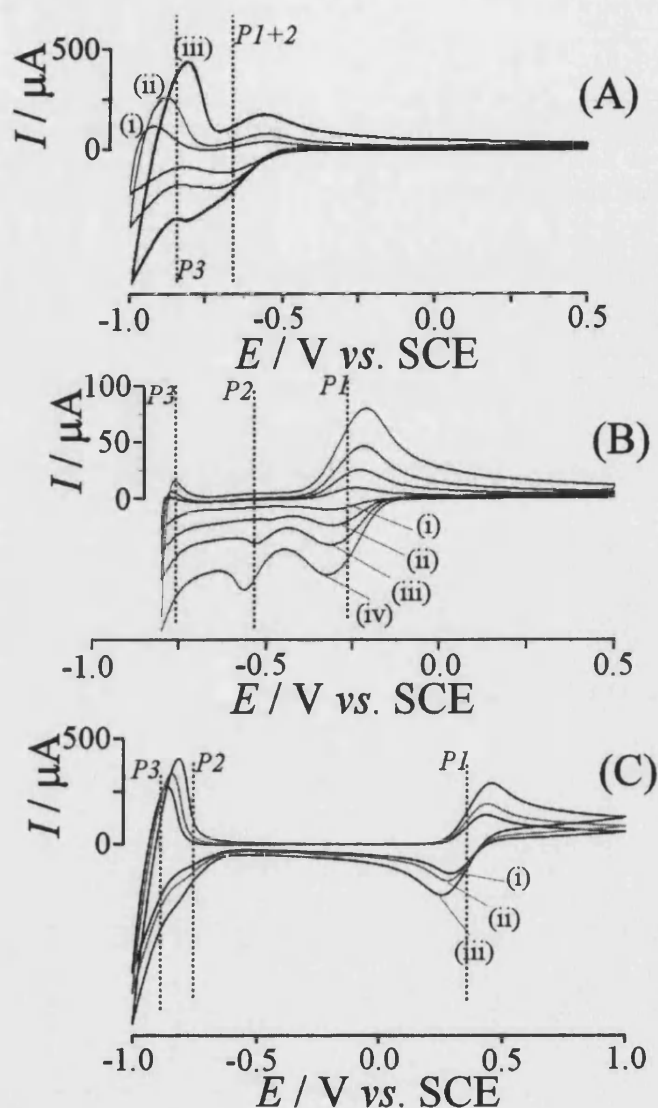 500
0
I / µA
(i)
(ii)
(iii)
P1+2
(A)
P3
-1.0 -0.5 0.0 0.5
E / V vs. SCE
100
50
0
I / µA
P3 P2 P1
(B)
(i)
(ii)
(iii)
(iv)
-1.0 -0.5 0.0 0.5
E / V vs. SCE
500
0
I / µA
P3 P2 P1
(C)
(i)
(ii)
(iii)
-1.0 -0.5 0.0 0.5 1.0
E / V vs. SCE